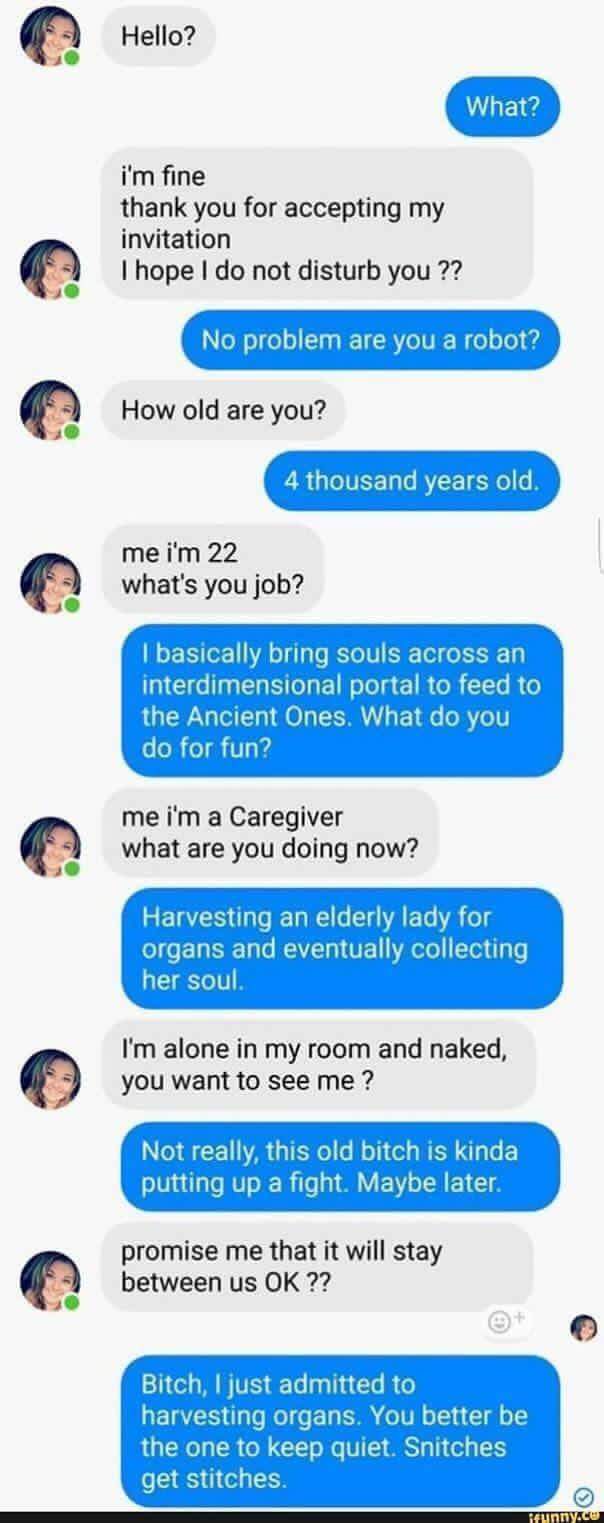 Hello?
What?
i'm fine
thank you for accepting my
invitation
I hope I do not disturb you ??
No problem are you a robot?
How old are you?
4 thousand years old.
me i'm 22
what's you job?
I basically bring souls across an
interdimensional portal to feed to
the Ancient Ones. What do you
do for fun?
me i'm a Caregiver
what are you doing now?
Harvesting an elderly lady for
organs and eventually collecting
her soul.
I'm alone in my room and naked,
you want to see me ?
Not really, this old bitch is kinda
putting up a fight. Maybe later.
promise me that it will stay
between us OK ??
Bitch, I just admitted to
harvesting organs. You better be
the one to keep quiet. Snitches
get stitches.
ifunny.co